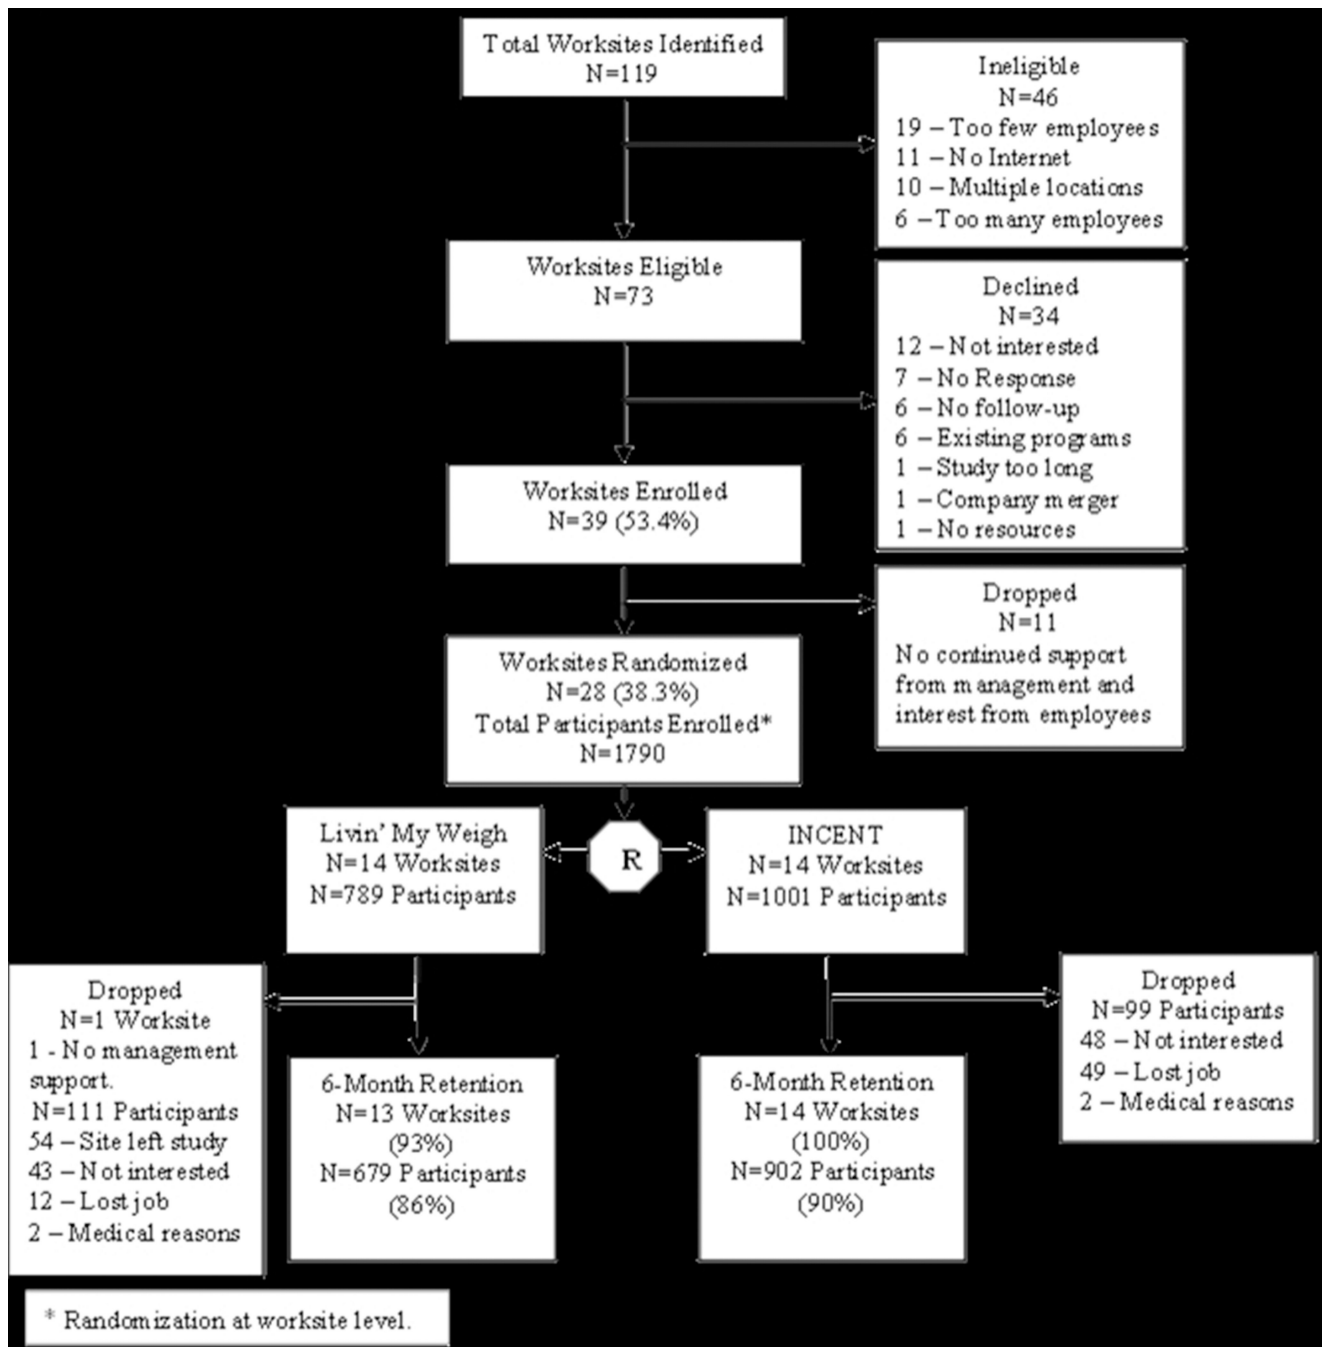 Total Worksites Identified
N=119
Ineligible
N=46
19 – Too few employees
11 – No Internet
10 – Multiple locations
6 – Too many employees
Worksites Eligible
N=73
Declined
N=34
12 – Not interested
7 – No Response
6 – No follow-up
6 – Existing programs
1 – Study too long
1 – Company merger
1 – No resources
Worksites Enrolled
N=39 (53.4%)
Dropped
N=11
No continued support
from management and
interest from employees
Worksites Randomized
N=28 (38.3%)
Total Participants Enrolled*
N=1790
R
Livin’ My Weigh
N=14 Worksites
N=789 Participants
INCENT
N=14 Worksites
N=1001 Participants
Dropped
N=1 Worksite
1 - No management
support.
N=111 Participants
54 – Site left study
43 – Not interested
12 – Lost job
2 – Medical reasons
6-Month Retention
N=13 Worksites
(93%)
N=679 Participants
(86%)
6-Month Retention
N=14 Worksites
(100%)
N=902 Participants
(90%)
Dropped
N=99 Participants
48 – Not interested
49 – Lost job
2 – Medical reasons
* Randomization at worksite level.